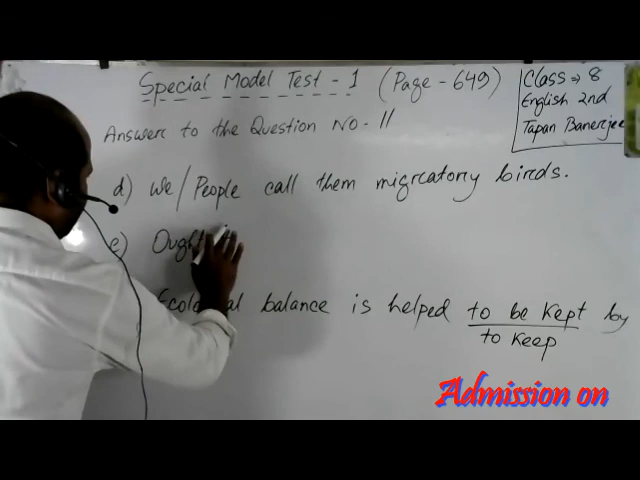 Special Model Test - 1 (Page - 649)
Class → 8
English 2nd
Tapan Banerjee
Answer to the Question No - 11
d) We / People call them migratory birds.
e) Ought
balance is helped to be kept by
to keep
Admission on